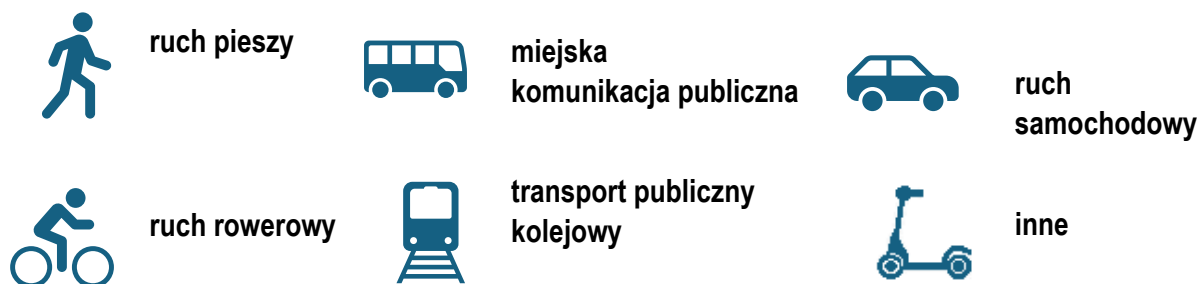 ruch pieszy
miejska
komunikacja publiczna
ruch
samochodowy
ruch rowerowy
transport publiczny
kolejowy
inne